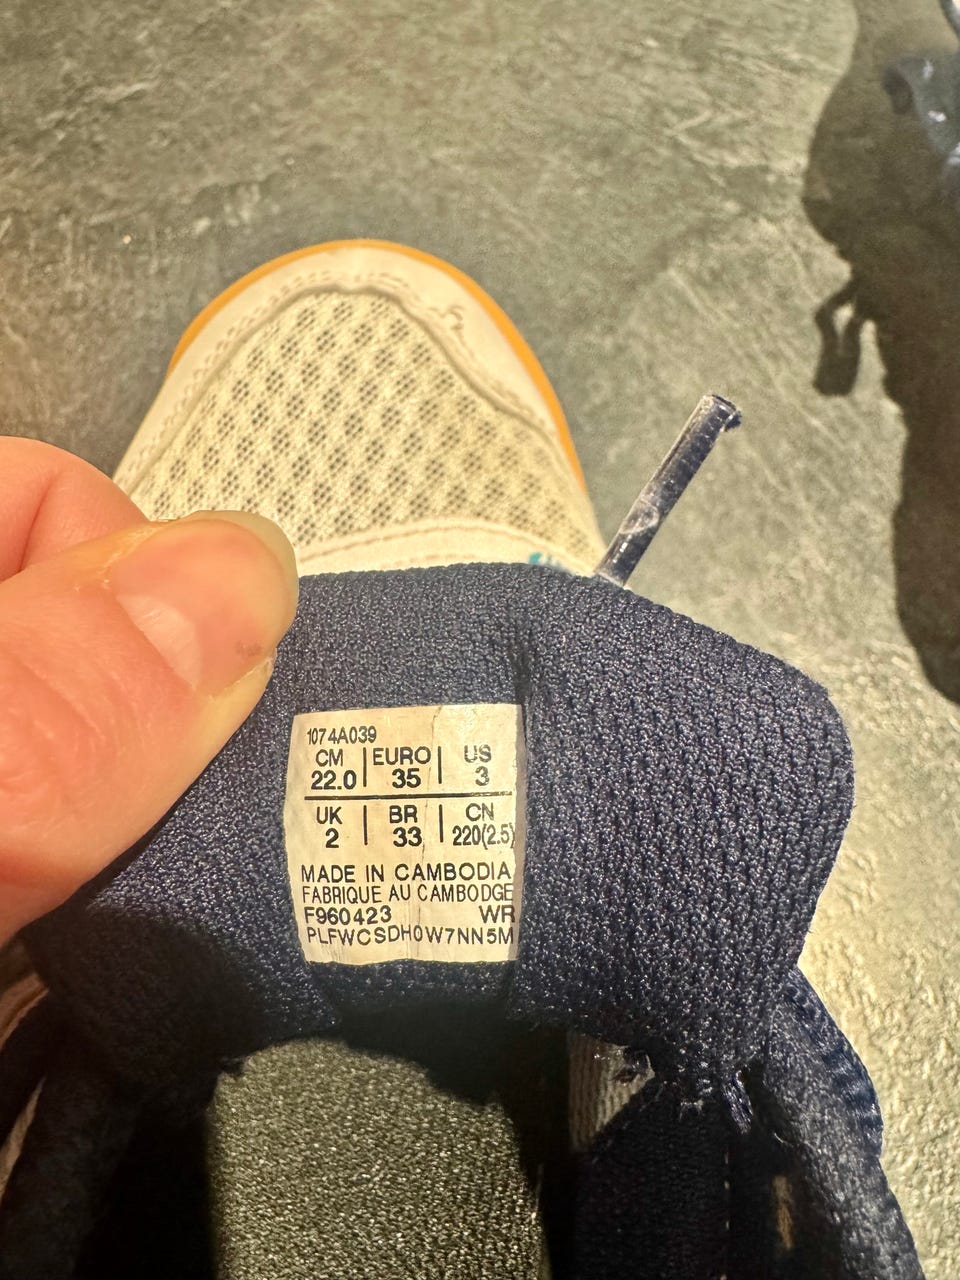 1074A039
CM EURO US
22.0 35 3
UK BR CN
2 33 220(2.5)
MADE IN CAMBODIA
FABRIQUE AU CAMBODGE
F960423 WR
PLFWCSDH0W7NN5M